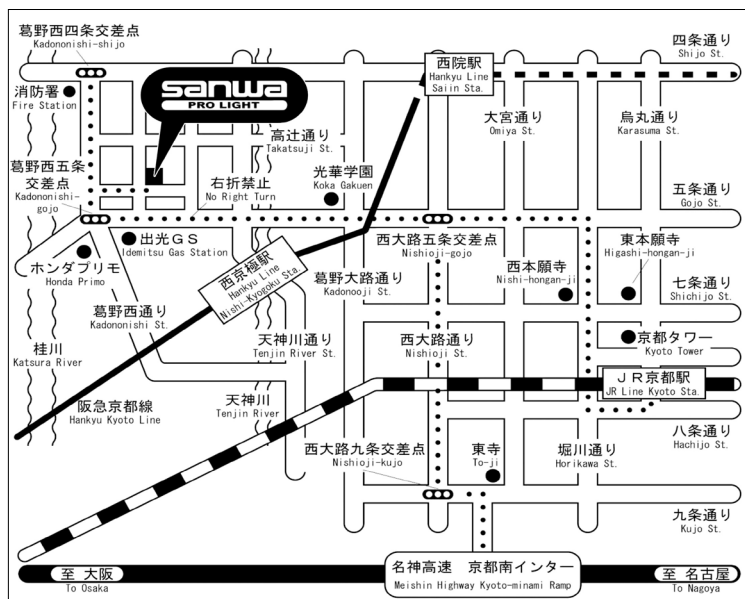 葛野西四条交差点
Kadononishi-shijo
四条通り
Shijo St.
西院駅
Hankyu Line
Saiin Sta.
消防署
Fire Station
sanwa
PRO LIGHT
大宮通り
Omiya St.
烏丸通り
Karasuma St.
高辻通り
Takatsuji St.
葛野西五条
交差点
Kadononishi-
gojo
右折禁止
No Right Turn
光華学園
Koka Gakuen
五条通り
Gojo St.
出光GS
Idemitsu Gas Station
西大路五条交差点
Nishioji-gojo
東本願寺
Higashi-hongan-ji
ホンダプリモ
Honda Primo
西京極駅
Hankyu Line
Nishi-Kyogoku Sta.
葛野大路通り
Kadonooji St.
西本願寺
Nishi-hongan-ji
七条通り
Shichijo St.
葛野西通り
Kadononishi St.
桂川
Katsura River
天神川通り
Tenjin River St.
西大路通り
Nishioji St.
京都タワー
Kyoto Tower
JR京都駅
JR Line Kyoto Sta.
阪急京都線
Hankyu Kyoto Line
天神川
Tenjin River
八条通り
Hachijo St.
西大路九条交差点
Nishioji-kujo
東寺
To-ji
堀川通り
Horikawa St.
九条通り
Kujo St.
至 大阪
To Osaka
名神高速 京都南インター
Meishin Highway Kyoto-minami Ramp
至 名古屋
To Nagoya